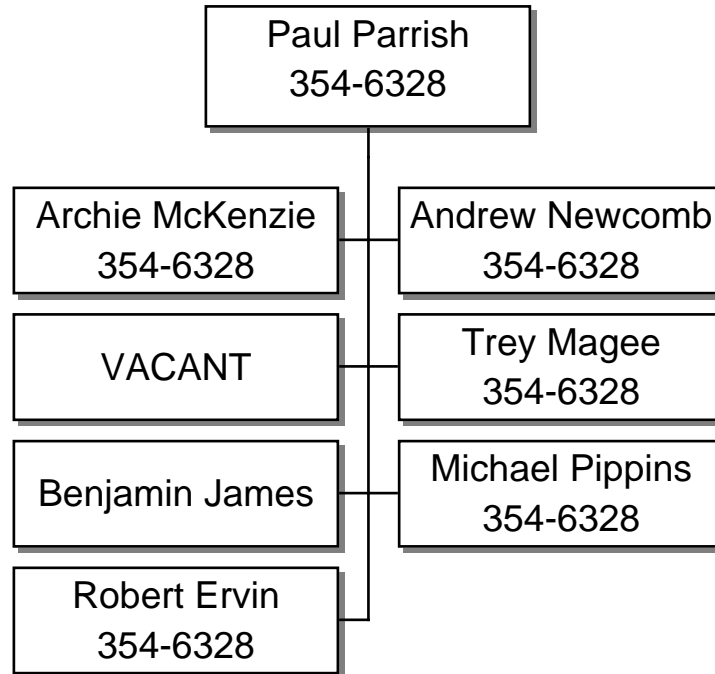 Paul Parrish
354-6328
Archie McKenzie
354-6328
Andrew Newcomb
354-6328
VACANT
Trey Magee
354-6328
Benjamin James
Michael Pippins
354-6328
Robert Ervin
354-6328